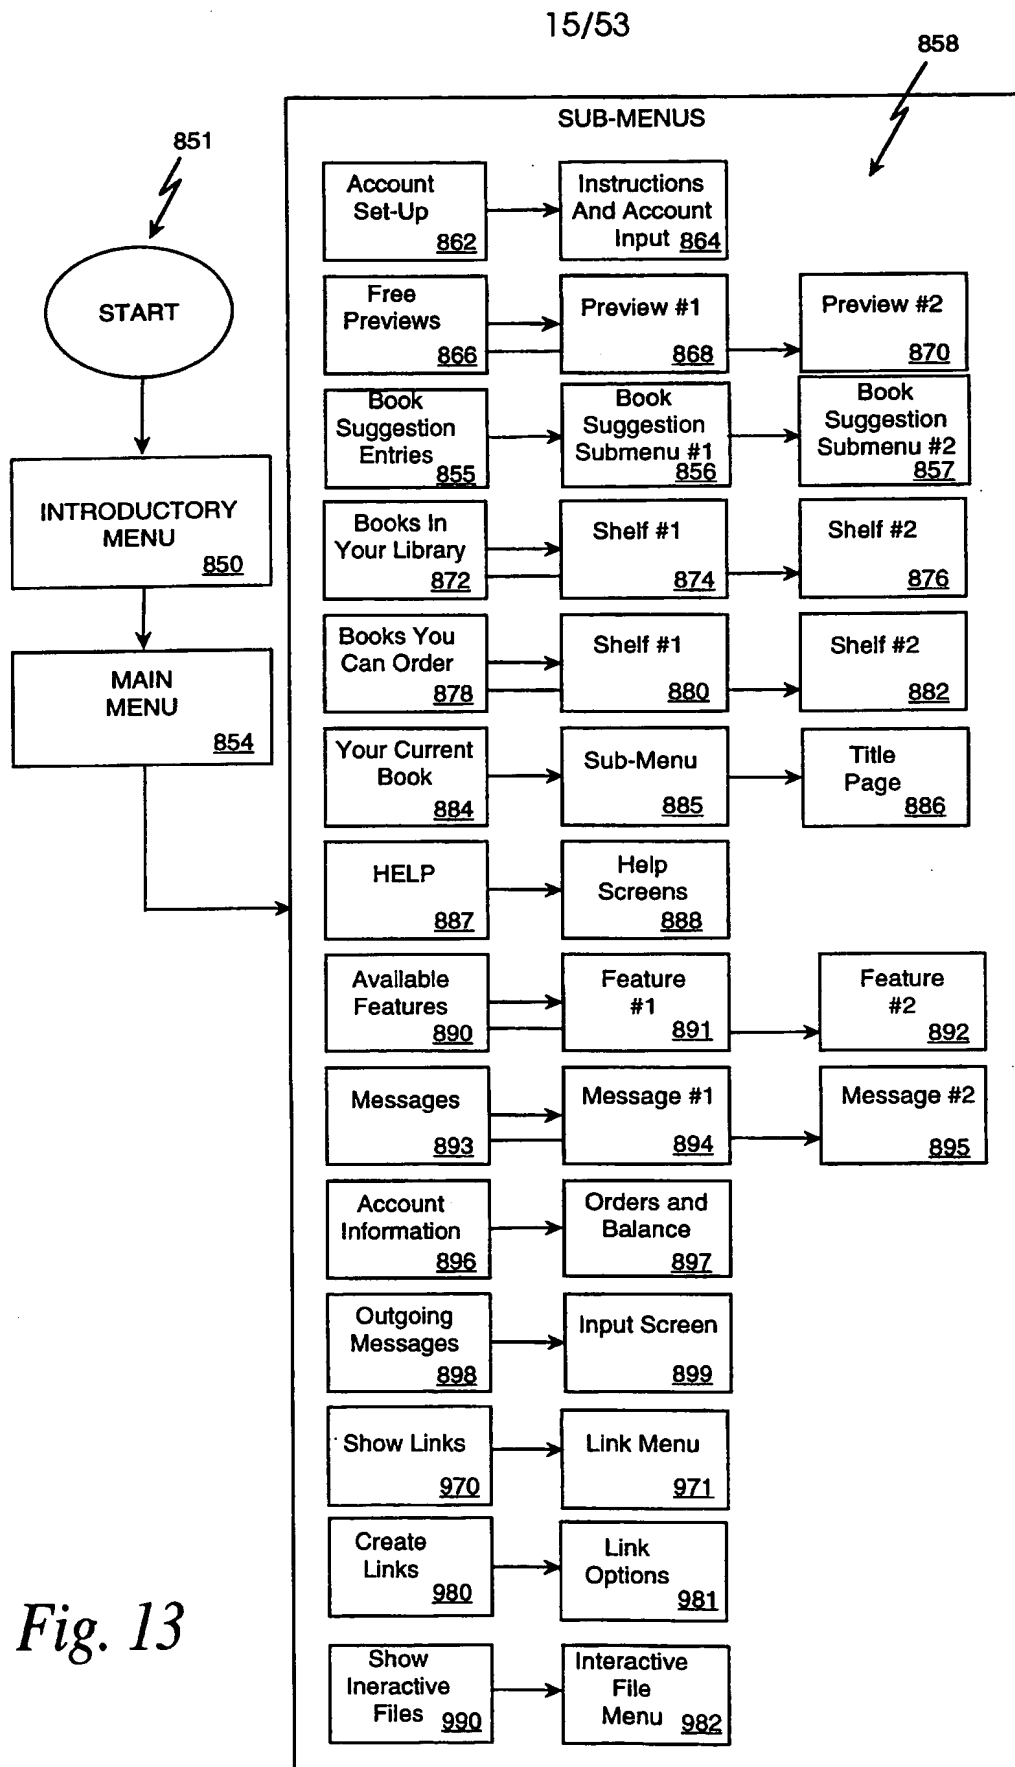 15/53
858
851
START
INTRODUCTORY
MENU
850
MAIN
MENU
854
SUB-MENUS
Account
Set-Up
862
Instructions
And Account
Input 864
Free
Previews
866
Preview #1
868
Preview #2
870
Book
Suggestion
Entries
855
Book
Suggestion
Submenu #1
856
Book
Suggestion
Submenu #2
857
Books In
Your Library
872
Shelf #1
874
Shelf #2
876
Books You
Can Order
878
Shelf #1
880
Shelf #2
882
Your Current
Book
884
Sub-Menu
885
Title
Page
886
HELP
887
Help
Screens
888
Available
Features
890
Feature
#1
891
Feature
#2
892
Messages
893
Message #1
894
Message #2
895
Account
Information
896
Orders and
Balance
897
Outgoing
Messages
898
Input Screen
899
Show Links
970
Link Menu
971
Create
Links
980
Link
Options
981
Show
Ineractive
Files 990
Interactive
File
Menu 982
Fig. 13